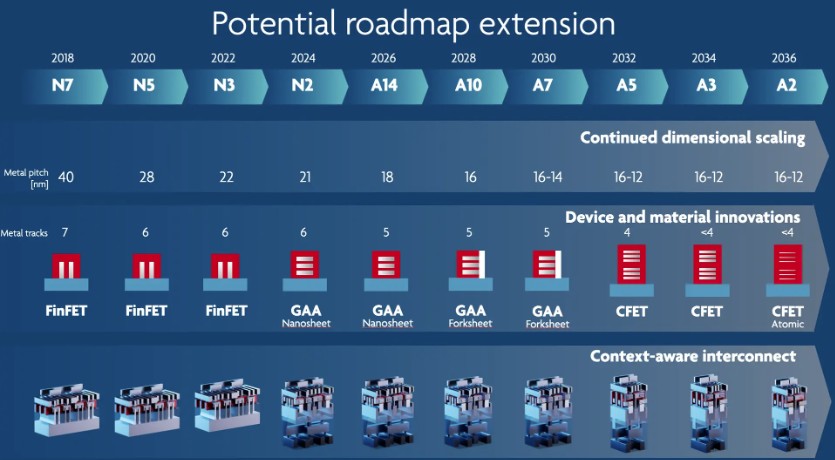 Potential roadmap extension
2018 2020 2022 2024 2026 2028 2030 2032 2034 2036
N7 N5 N3 N2 A14 A10 A7 A5 A3 A2
Continued dimensional scaling
Metal pitch
[nm] 40 28 22 21 18 16 16-14 16-12 16-12 16-12
Device and material innovations
Metal tracks 7 6 6 6 5 5 5 4 <4 <4
FinFET FinFET FinFET GAA GAA GAA GAA CFET CFET CFET
Nanosheet Nanosheet Forksheet Forksheet Atomic
Context-aware interconnect